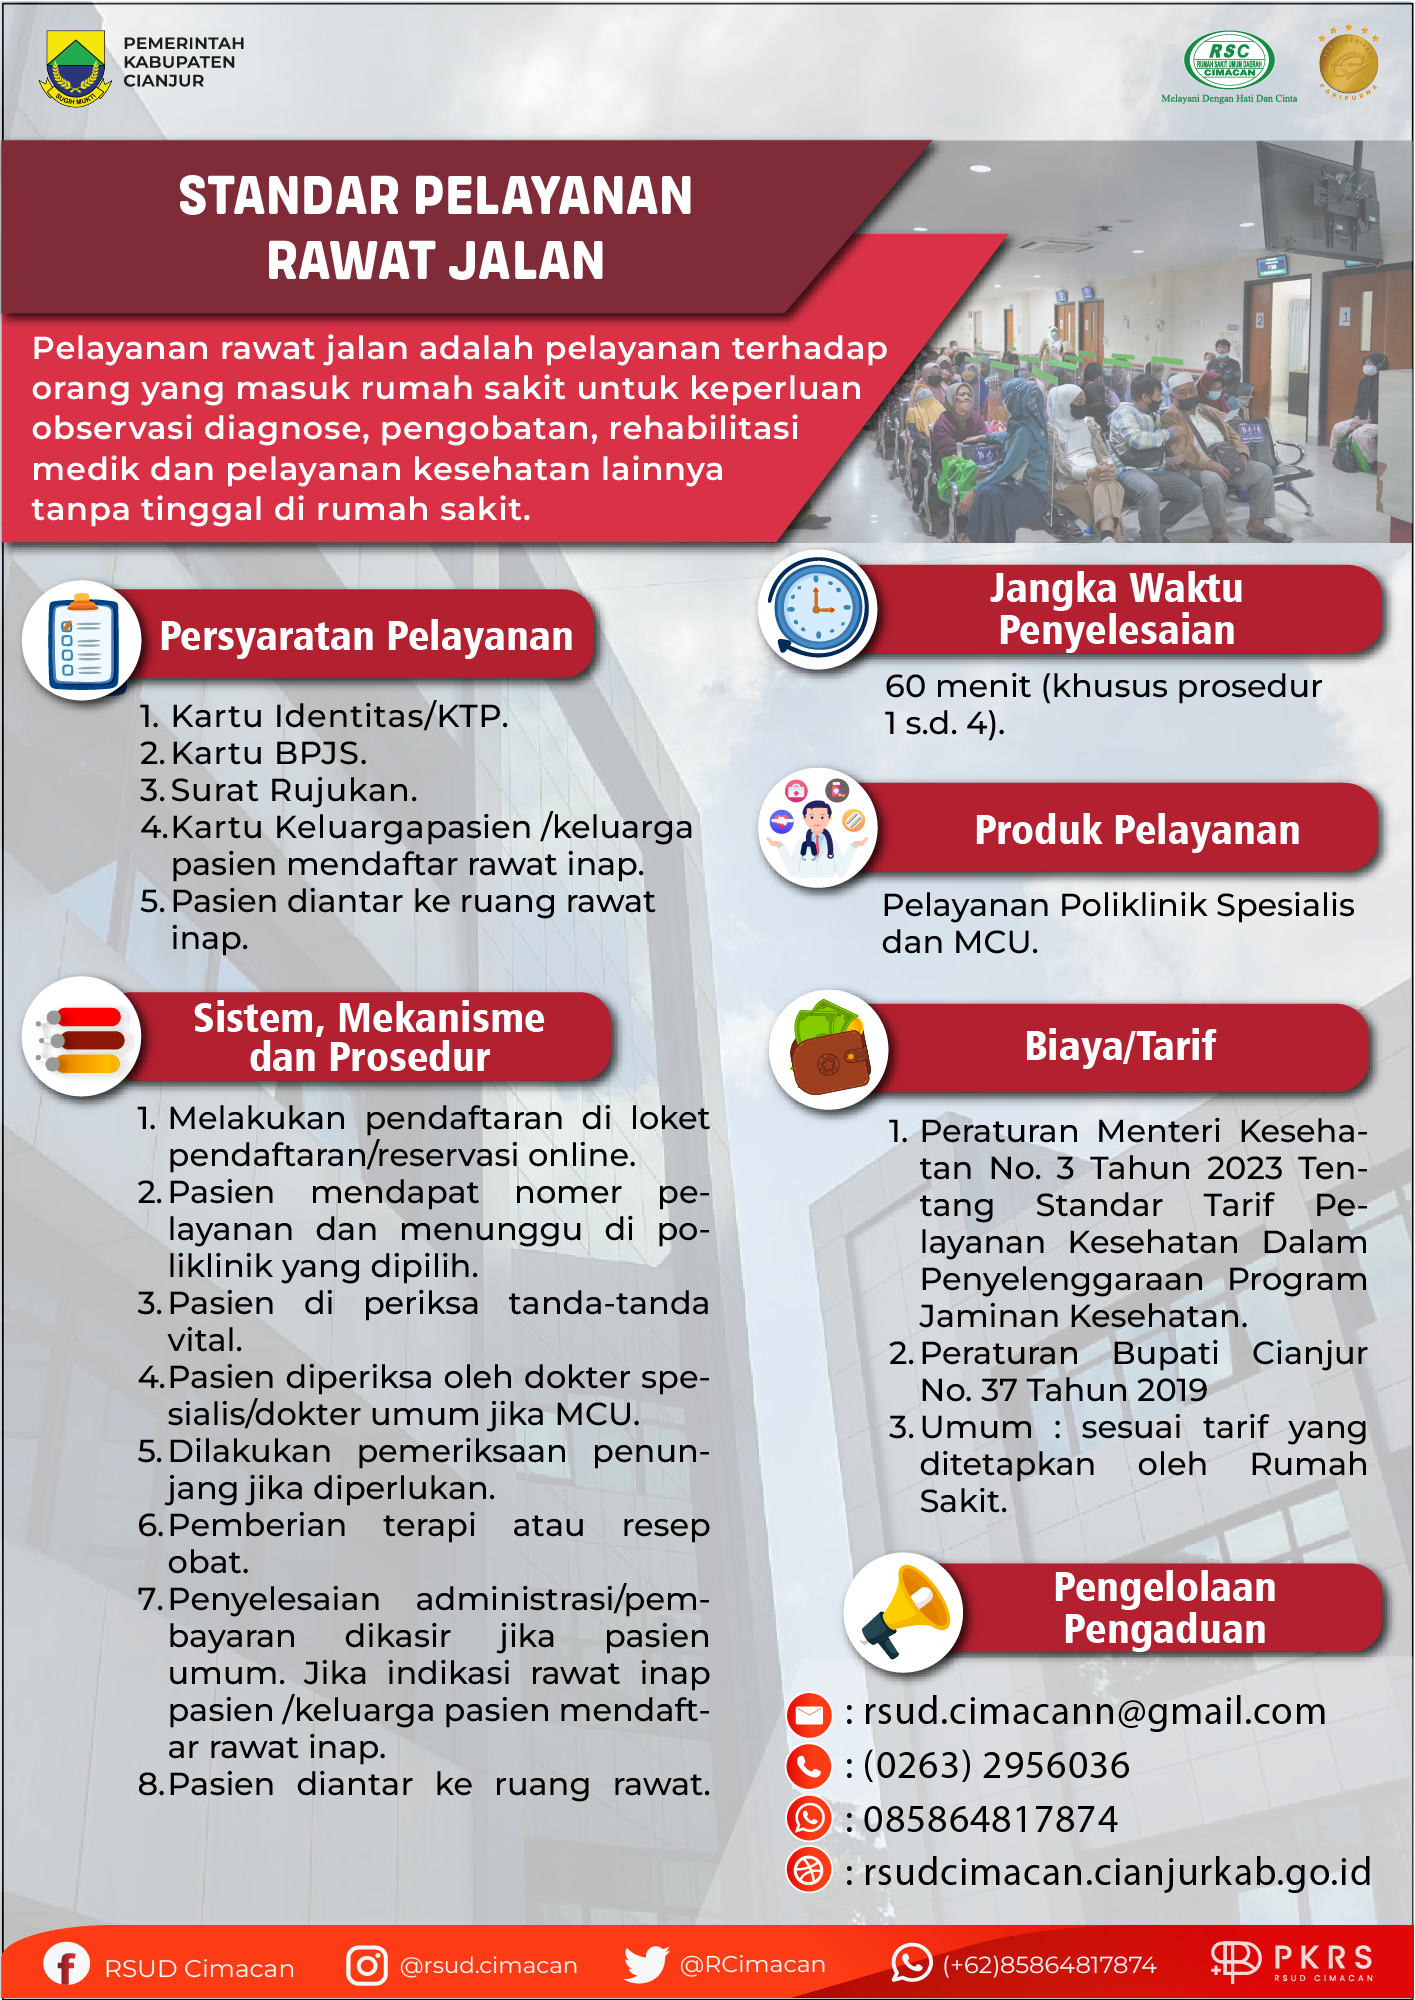 PEMERINTAH
KABUPATEN
CIANJUR
SUGIH MUKTI
RSC
RUMAH SAKIT UMUM DAERAH
CIMACAN
Melayani Dengan Hati Dan Cinta
PARIPURNA
STANDAR PELAYANAN
RAWAT JALAN
Pelayanan rawat jalan adalah pelayanan terhadap
orang yang masuk rumah sakit untuk keperluan
observasi diagnose, pengobatan, rehabilitasi
medik dan pelayanan kesehatan lainnya
tanpa tinggal di rumah sakit.
2
1
Persyaratan Pelayanan
1. Kartu Identitas/KTP.
2. Kartu BPJS.
3. Surat Rujukan.
4. Kartu Keluargapasien /keluarga
pasien mendaftar rawat inap.
5. Pasien diantar ke ruang rawat
inap.
Sistem, Mekanisme
dan Prosedur
1. Melakukan pendaftaran di loket
pendaftaran/reservasi online.
2. Pasien mendapat nomer pe-
layanan dan menunggu di po-
liklinik yang dipilih.
3. Pasien di periksa tanda-tanda
vital.
4. Pasien diperiksa oleh dokter spe-
sialis/dokter umum jika MCU.
5. Dilakukan pemeriksaan penun-
jang jika diperlukan.
6. Pemberian terapi atau resep
obat.
7. Penyelesaian administrasi/pem-
bayaran dikasir jika pasien
umum. Jika indikasi rawat inap
pasien /keluarga pasien mendaft-
ar rawat inap.
8. Pasien diantar ke ruang rawat.
Jangka Waktu
Penyelesaian
60 menit (khusus prosedur
1 s.d. 4).
Produk Pelayanan
Pelayanan Poliklinik Spesialis
dan MCU.
Biaya/Tarif
1. Peraturan Menteri Keseha-
tan No. 3 Tahun 2023 Ten-
tang Standar Tarif Pe-
layanan Kesehatan Dalam
Penyelenggaraan Program
Jaminan Kesehatan.
2. Peraturan Bupati Cianjur
No. 37 Tahun 2019
3. Umum : sesuai tarif yang
ditetapkan oleh Rumah
Sakit.
Pengelolaan
Pengaduan
: rsud.cimacann@gmail.com
: (0263) 2956036
: 085864817874
: rsudcimacan.cianjurkab.go.id
RSUD Cimacan
@rsud.cimacan
@RCimacan
(+62)85864817874
PKRS
RSUD CIMACAN